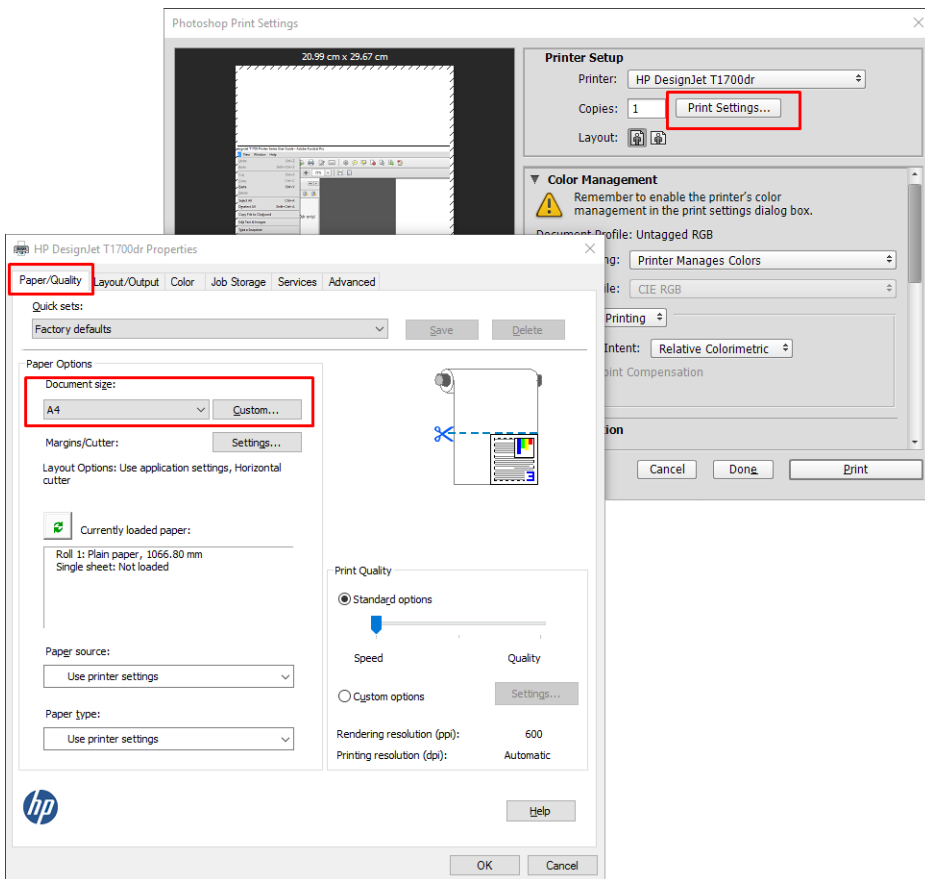 Photoshop Print Settings
20.99 cm x 29.67 cm
Printer Setup
Printer: HP DesignJet T1700dr
Copies: 1 Print Settings...
Layout:
Color Management
Remember to enable the printer's color
management in the print settings dialog box.
Document Profile: Untagged RGB
ng: Printer Manages Colors
ile: CIE RGB
Printing
Intent: Relative Colorimetric
oint Compensation
tion
Cancel Done Print
HP DesignJet T1700dr Properties
Paper/Quality Layout/Output Color Job Storage Services Advanced
Quick sets:
Factory defaults Save Delete
Paper Options
Document size:
A4 Custom...
Margins/Cutter: Settings...
Layout Options: Use application settings, Horizontal
cutter
Currently loaded paper:
Roll 1: Plain paper, 1066.80 mm
Single sheet: Not loaded
Paper source:
Use printer settings
Paper type:
Use printer settings
Print Quality
Standard options
Speed Quality
Custom options Settings...
Rendering resolution (ppi): 600
Printing resolution (dpi): Automatic
hp
Help
OK Cancel